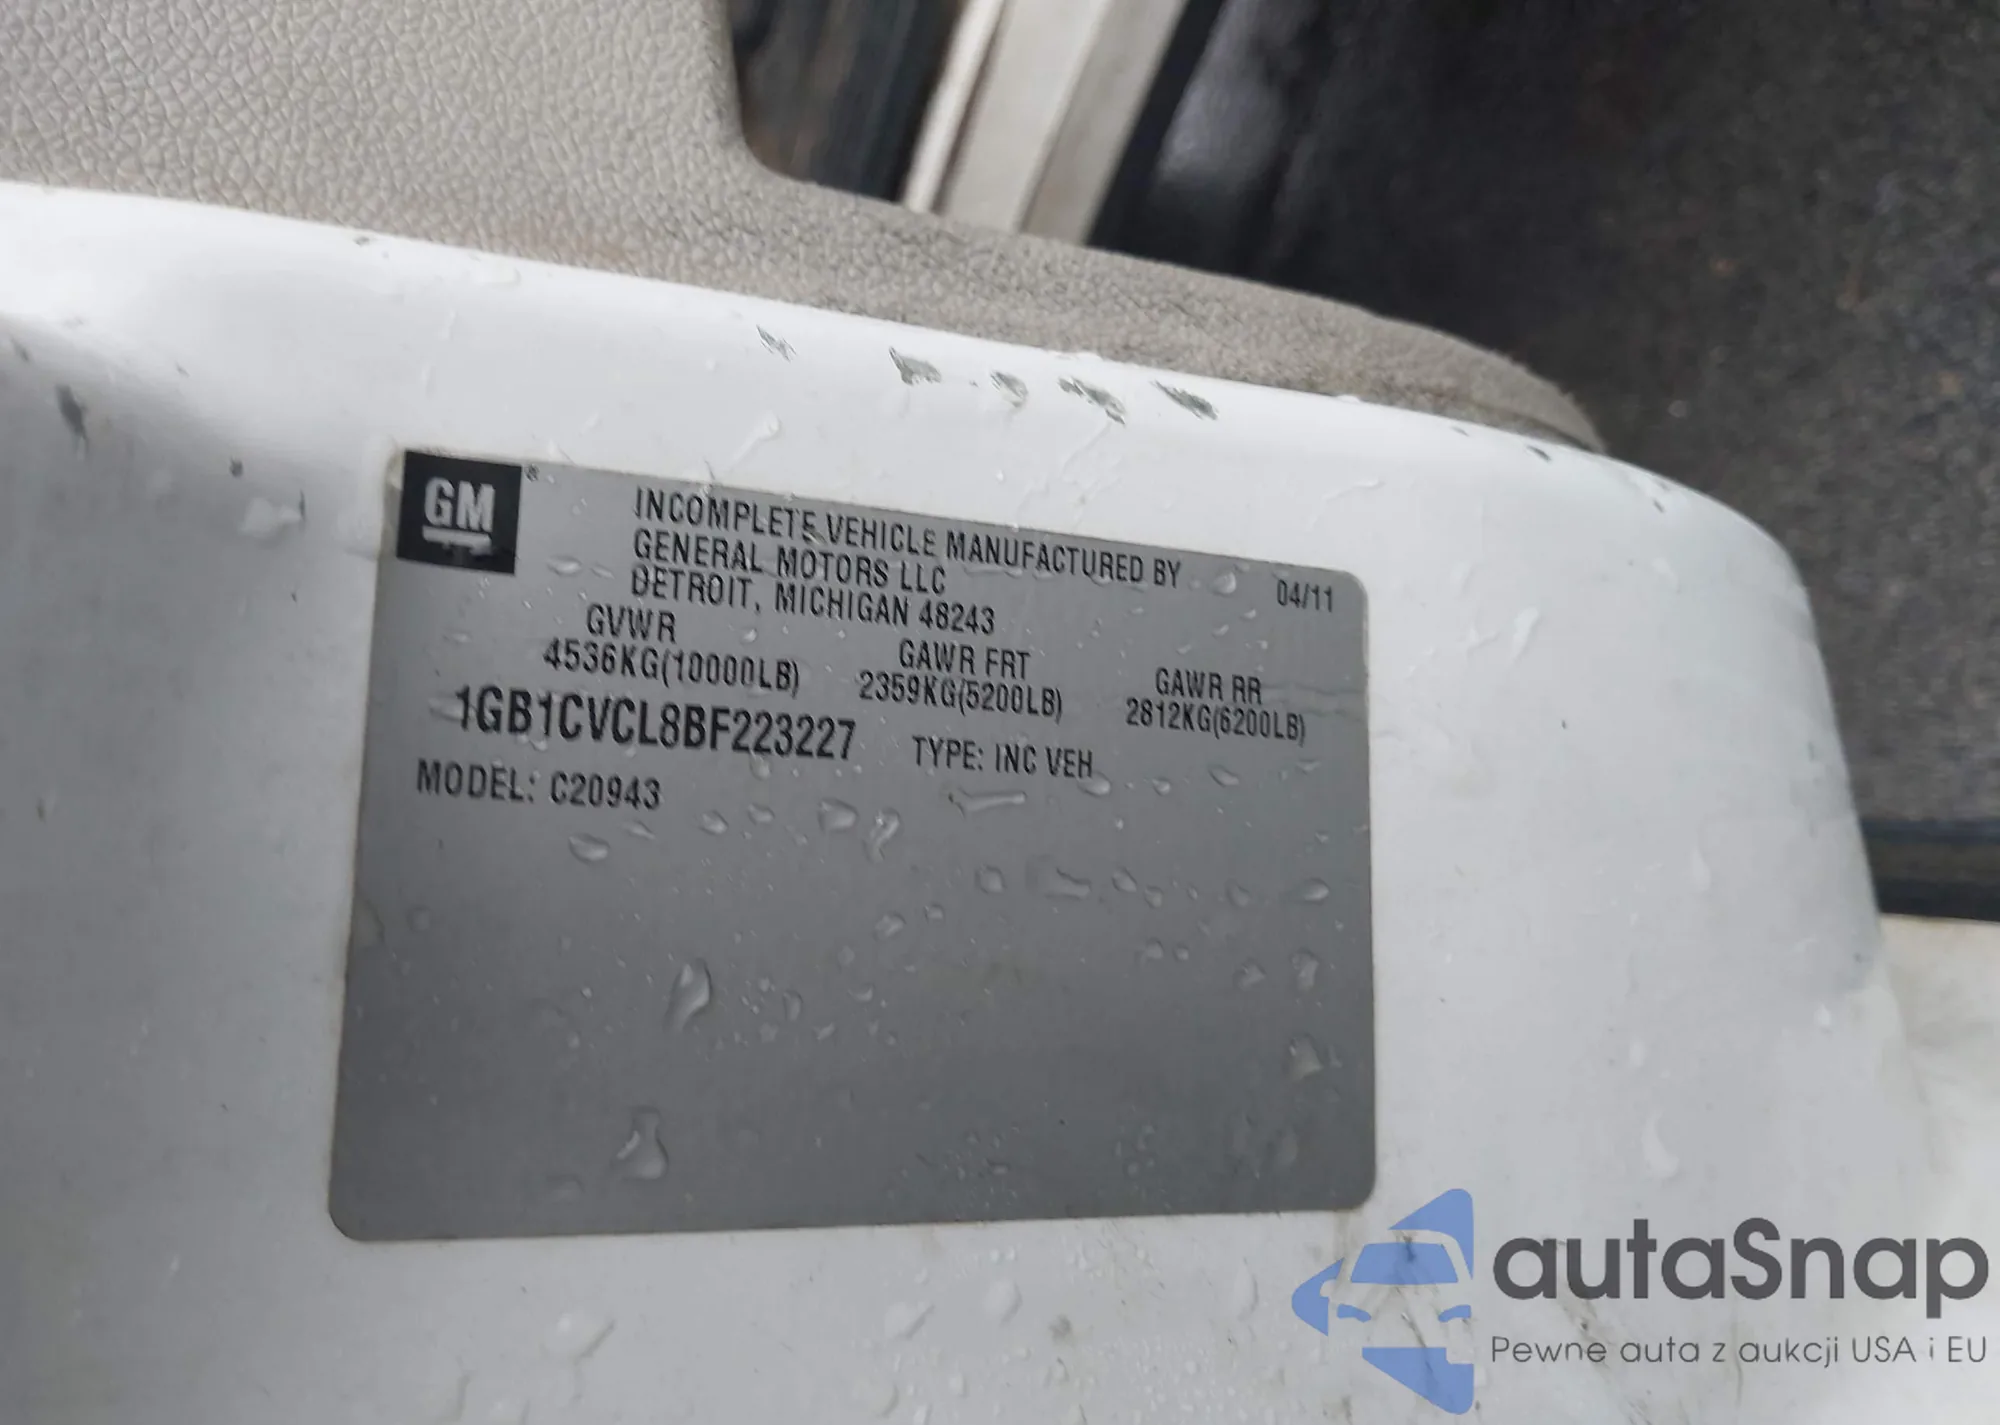 GM®
INCOMPLETE VEHICLE MANUFACTURED BY
GENERAL MOTORS LLC
DETROIT, MICHIGAN 48243
04/11
GVWR GAWR FRT GAWR RR
4536KG(10000LB) 2359KG(5200LB) 2812KG(6200LB)
1GB1CVCL8BF223227 TYPE: INC VEH
MODEL: C20943
autaSnap
Pewne auta z aukcji USA i EU